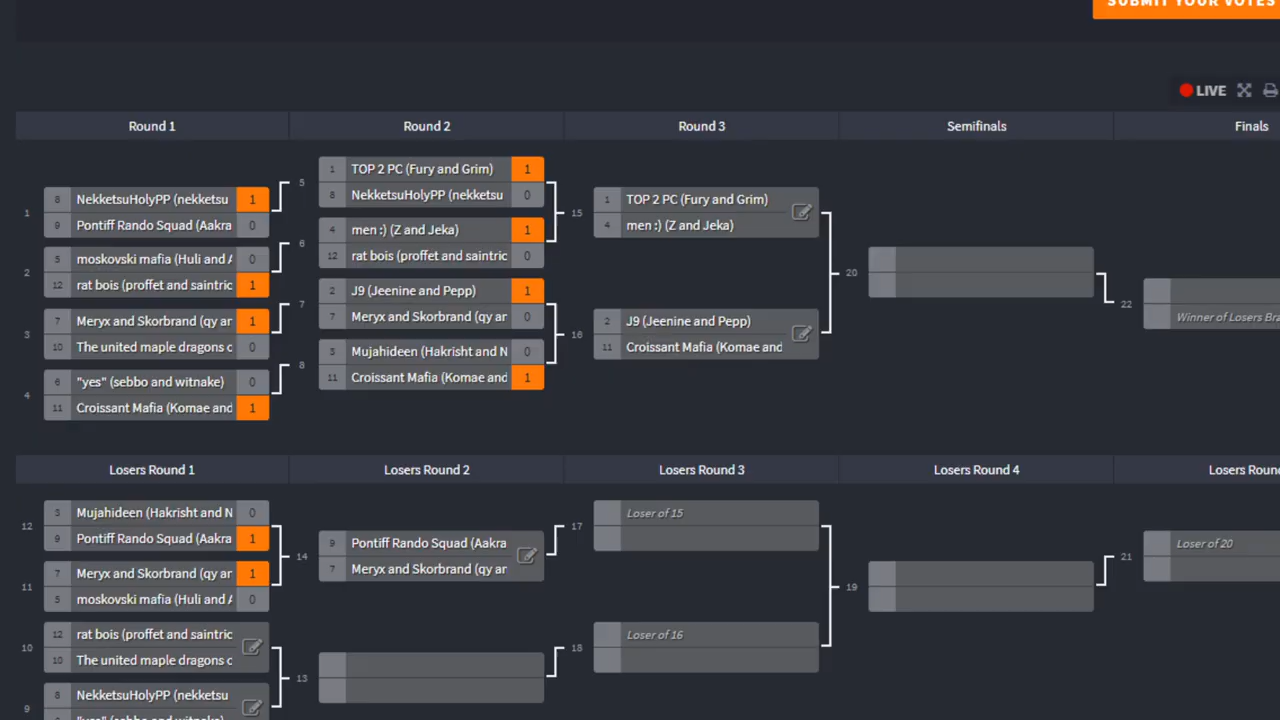 SUBMIT YOUR VOTES
LIVE
Round 1
Round 2
Round 3
Semifinals
Finals
1
8 NekketsuHolyPP (nekketsu 1
9 Pontiff Rando Squad (Aakra 0
2
5 moskovski mafia (Huli and 0
12 rat bois (proffet and saintric 1
3
7 Meryx and Skorbrand (qy ar 1
10 The united maple dragons c 0
4
6 "yes" (sebbo and witnake) 0
11 Croissant Mafia (Komae and 1
5
1 TOP 2 PC (Fury and Grim) 1
8 NekketsuHolyPP (nekketsu 0
6
4 men :) (Z and Jeka) 1
12 rat bois (proffet and saintric 0
7
2 J9 (Jeenine and Pepp) 1
7 Meryx and Skorbrand (qy ar 0
8
3 Mujahideen (Hakrisht and N 0
11 Croissant Mafia (Komae and 1
15
1 TOP 2 PC (Fury and Grim)
4 men :) (Z and Jeka)
16
2 J9 (Jeenine and Pepp)
11 Croissant Mafia (Komae and
20
22
Winner of Losers Bra
Losers Round 1
Losers Round 2
Losers Round 3
Losers Round 4
Losers Round
12
3 Mujahideen (Hakrisht and N 0
9 Pontiff Rando Squad (Aakra 1
11
7 Meryx and Skorbrand (qy ar 1
5 moskovski mafia (Huli and 0
10
12 rat bois (proffet and saintric
10 The united maple dragons c
9
8 NekketsuHolyPP (nekketsu
"yes" (sebbo and witnake)
14
9 Pontiff Rando Squad (Aakra
7 Meryx and Skorbrand (qy ar
13
17
Loser of 15
18
Loser of 16
19
21
Loser of 20